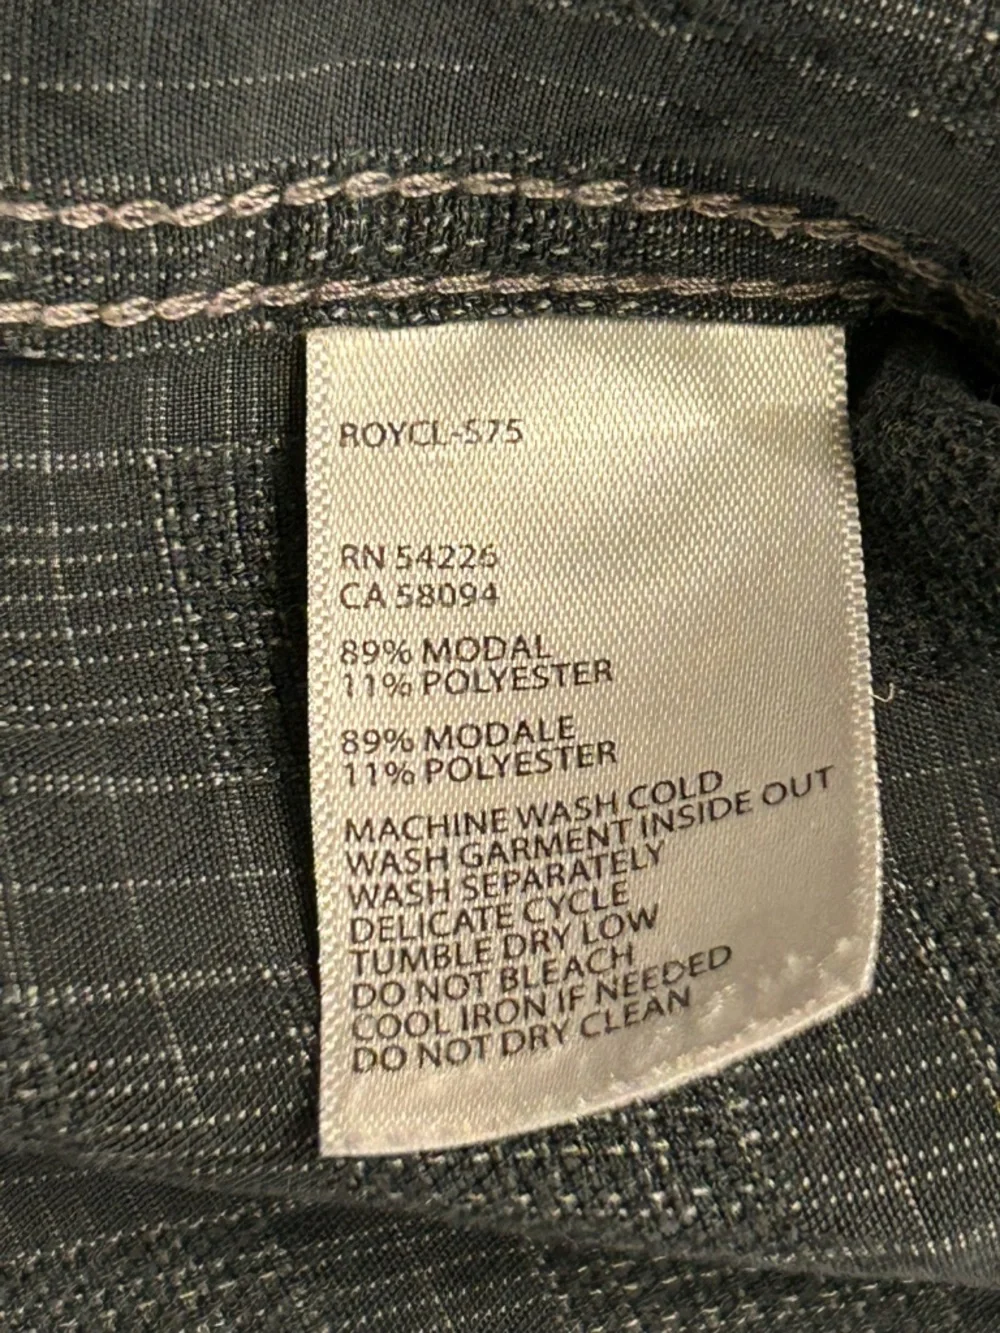 ROYCL-S75
RN 54226
CA 58094
89% MODAL
11% POLYESTER
89% MODALE
11% POLYESTER
MACHINE WASH COLD
WASH GARMENT INSIDE OUT
WASH SEPARATELY
DELICATE CYCLE
TUMBLE DRY LOW
DO NOT BLEACH
COOL IRON IF NEEDED
DO NOT DRY CLEAN